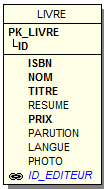 LIVRE
PK_LIVRE
ID
ISBN
NOM
TITRE
RESUME
PRIX
PARUTION
LANGUE
PHOTO
ID_EDITEUR